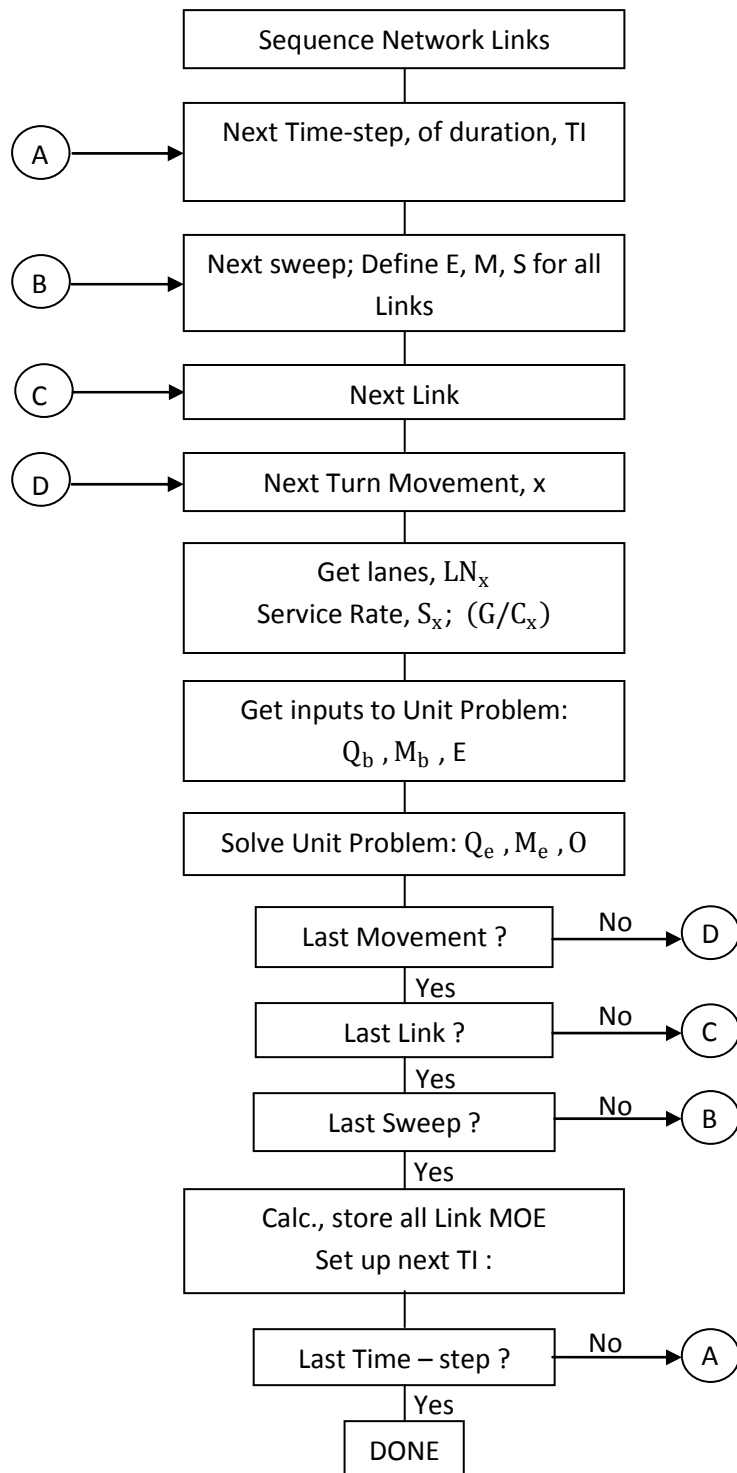 Sequence Network Links
Next Time-step, of duration, TI
A
Next sweep; Define E, M, S for all
Links
B
Next Link
C
Next Turn Movement, x
D
Get lanes, LNₓ
Service Rate, Sₓ; (G/Cₓ)
Get inputs to Unit Problem:
Q_b , M_b , E
Solve Unit Problem: Qₑ , Mₑ , O
Last Movement ?
No
D
Yes
Last Link ?
No
C
Yes
Last Sweep ?
No
B
Yes
Calc., store all Link MOE
Set up next TI :
Last Time – step ?
No
A
Yes
DONE